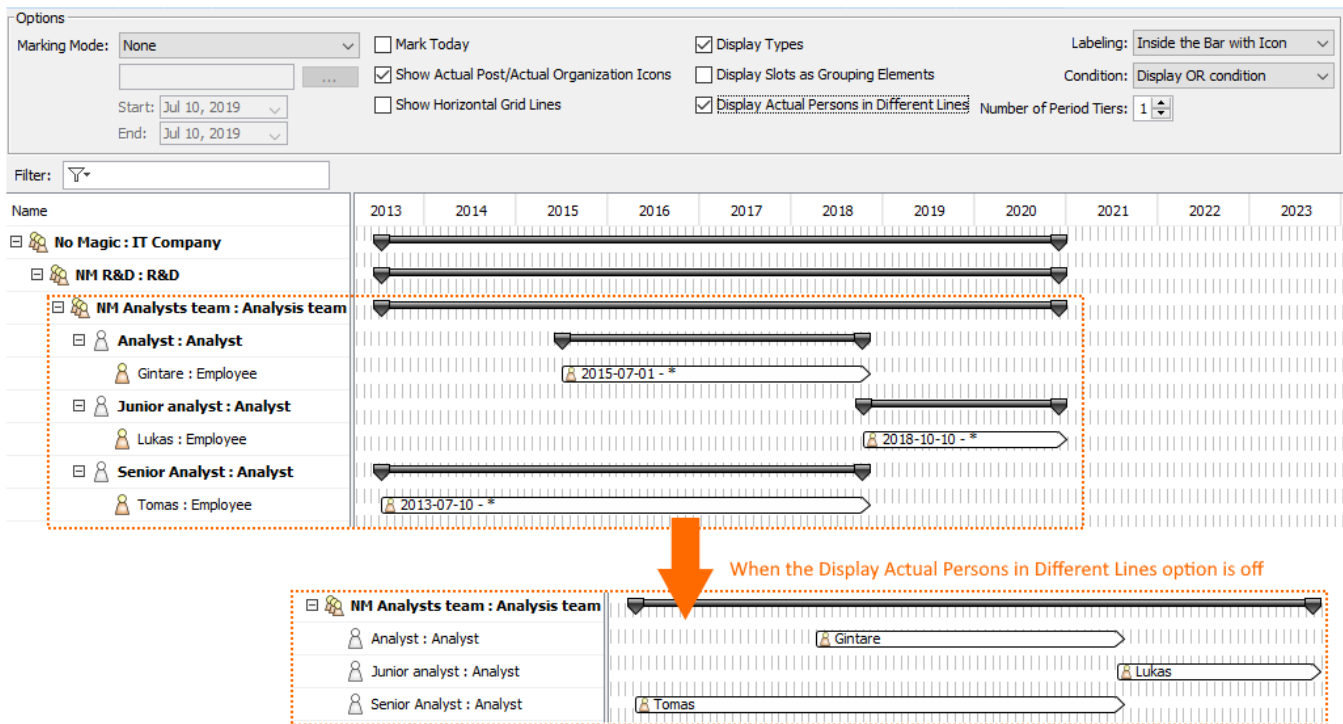 Options
Marking Mode: None
...
Start: Jul 10, 2019
End: Jul 10, 2019
Mark Today
Show Actual Post/Actual Organization Icons
Show Horizontal Grid Lines
Display Types
Display Slots as Grouping Elements
Display Actual Persons in Different Lines
Labeling: Inside the Bar with Icon
Condition: Display OR condition
Number of Period Tiers: 1
Filter:
Name 2013 2014 2015 2016 2017 2018 2019 2020 2021 2022 2023
No Magic : IT Company
NM R&D : R&D
NM Analysts team : Analysis team
Analyst : Analyst
Gintare : Employee 2015-07-01 - *
Junior analyst : Analyst
Lukas : Employee 2018-10-10 - *
Senior Analyst : Analyst
Tomas : Employee 2013-07-10 - *
When the Display Actual Persons in Different Lines option is off
NM Analysts team : Analysis team
Analyst : Analyst Gintare
Junior analyst : Analyst Lukas
Senior Analyst : Analyst Tomas